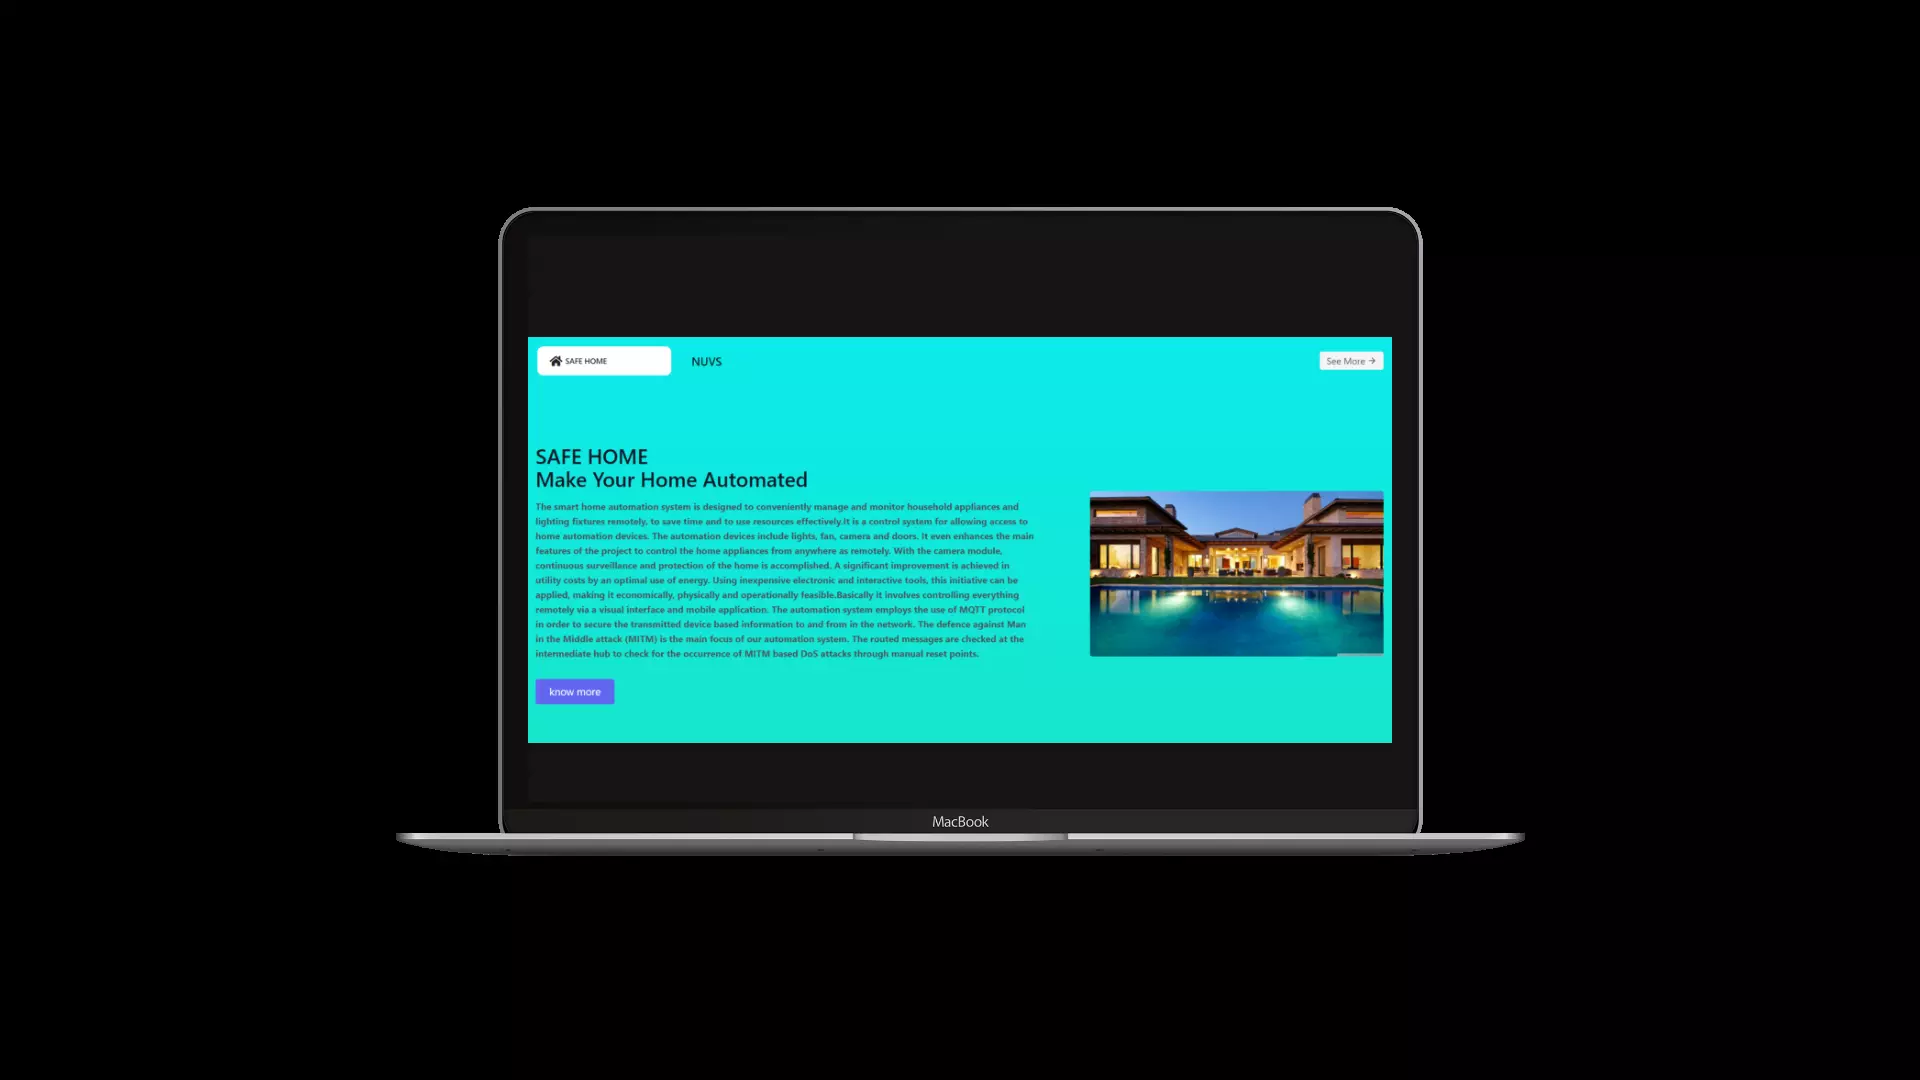 SAFE HOME
NUVS
See More →
SAFE HOME
Make Your Home Automated
The smart home automation system is designed to conveniently manage and monitor household appliances and
lighting fixtures remotely, to save time and to use resources effectively.It is a control system for allowing access to
home automation devices. The automation devices include lights, fan, camera and doors. It even enhances the main
features of the project to control the home appliances from anywhere as remotely. With the camera module,
continuous surveillance and protection of the home is accomplished. A significant improvement is achieved in
utility costs by an optimal use of energy. Using inexpensive electronic and interactive tools, this initiative can be
applied, making it economically, physically and operationally feasible.Basically it involves controlling everything
remotely via a visual interface and mobile application. The automation system employs the use of MQTT protocol
in order to secure the transmitted device based information to and from in the network. The defence against Man
in the Middle attack (MITM) is the main focus of our automation system. The routed messages are checked at the
intermediate hub to check for the occurrence of MITM based DoS attacks through manual reset points.
know more
MacBook